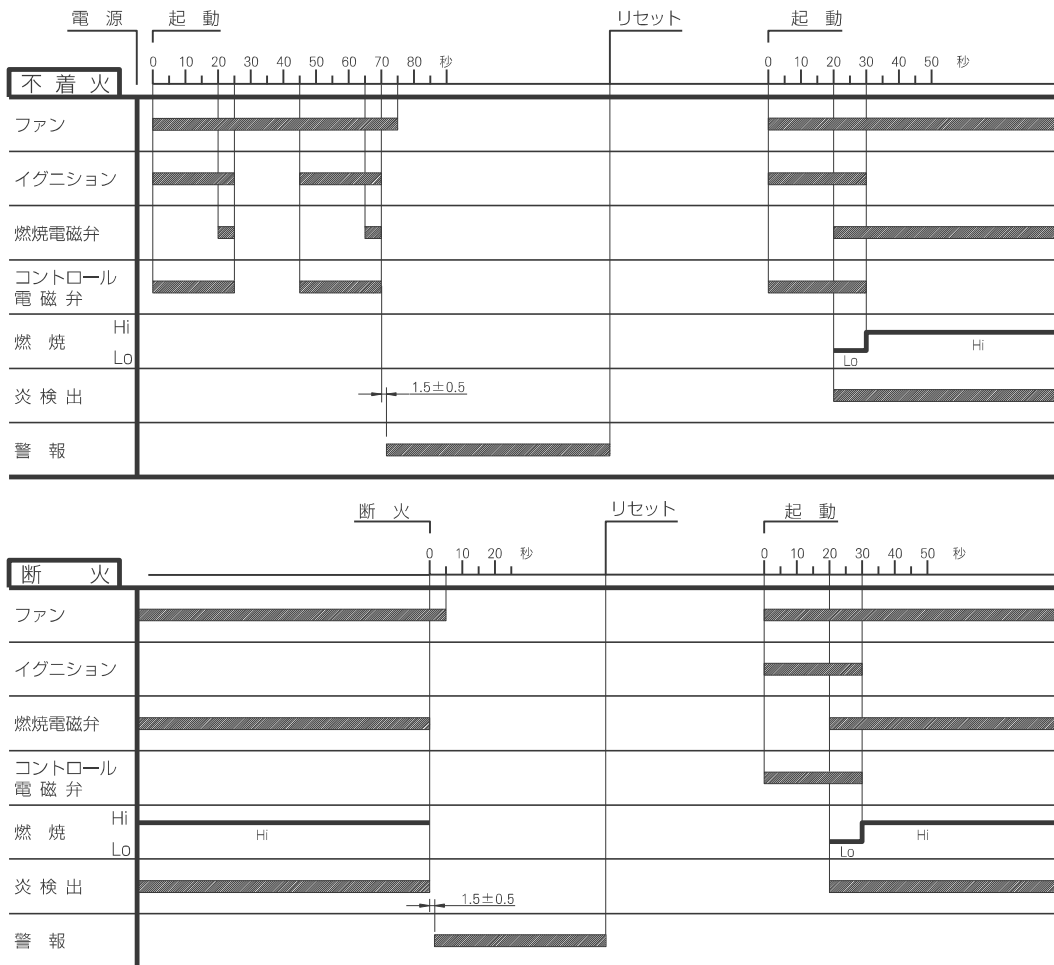 電源 起動 リセット 起動
0 10 20 30 40 50 60 70 80 秒 0 10 20 30 40 50 秒
不着火
ファン
イグニション
燃焼電磁弁
コントロール
電磁弁
燃焼 Hi
Lo
Lo Hi
炎検出
1.5±0.5
警報
断火 リセット 起動
0 10 20 秒 0 10 20 30 40 50 秒
断火
ファン
イグニション
燃焼電磁弁
コントロール
電磁弁
燃焼 Hi
Lo
Hi Lo Hi
炎検出
1.5±0.5
警報